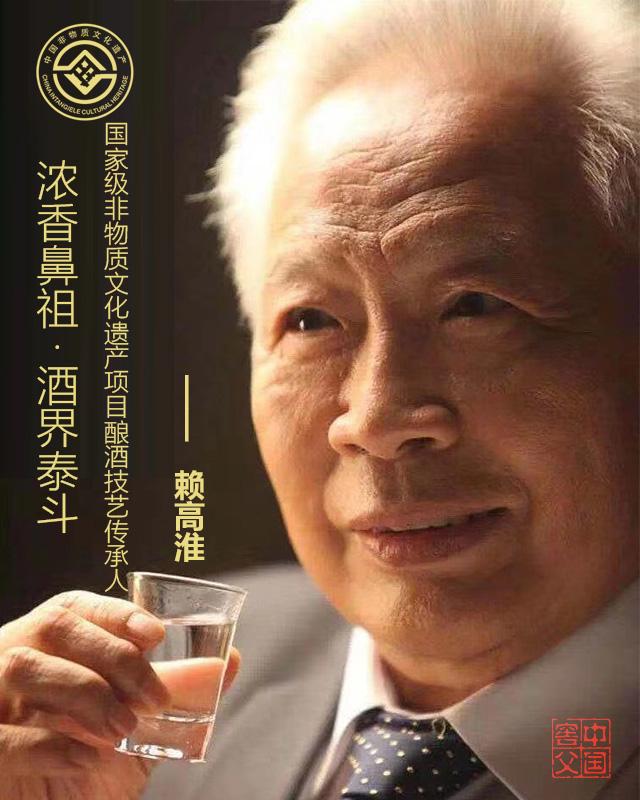 中国非物质文化遗产
CHINA INTANGIELE CULTURAL HERITAGE
浓香鼻祖·酒界泰斗
国家级非物质文化遗产项目酿酒技艺传承人
——赖高淮
中国
窖父